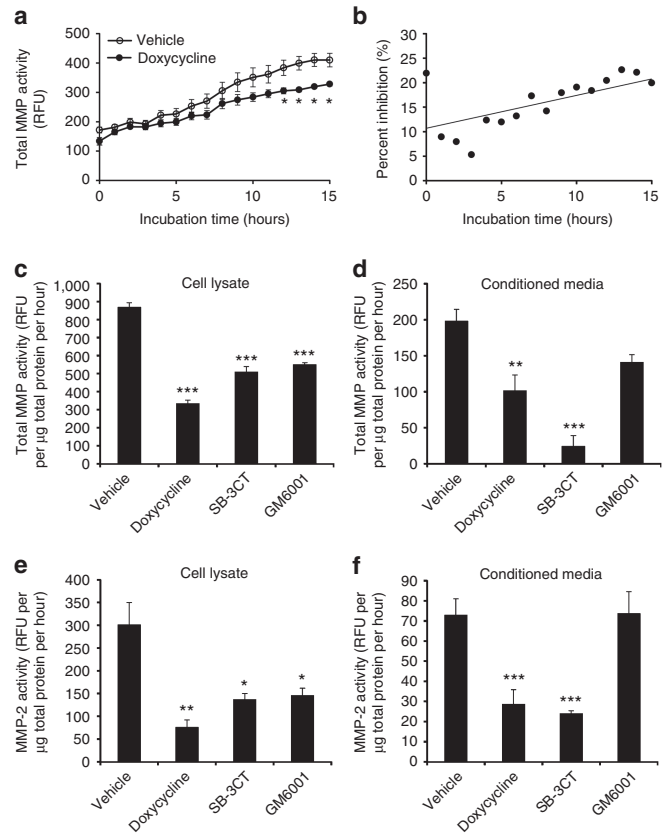 a
Total MMP activity
(RFU)
500
400
300
200
100
0
Vehicle
Doxycycline
* * * *
0 5 10 15
Incubation time (hours)
b
Percent inhibition (%)
30
25
20
15
10
5
0
0 5 10 15
Incubation time (hours)
c
Cell lysate
Total MMP activity (RFU
per µg total protein per hour)
1,000
900
800
700
600
500
400
300
200
100
0
***
***
***
Vehicle
Doxycycline
SB-3CT
GM6001
d
Conditioned media
Total MMP activity (RFU
per µg total protein per hour)
250
200
150
100
50
0
**
***
Vehicle
Doxycycline
SB-3CT
GM6001
e
Cell lysate
MMP-2 activity (RFU per
µg total protein per hour)
400
350
300
250
200
150
100
50
0
**
*
*
Vehicle
Doxycycline
SB-3CT
GM6001
f
Conditioned media
MMP-2 activity (RFU per
µg total protein per hour)
90
80
70
60
50
40
30
20
10
0
***
***
Vehicle
Doxycycline
SB-3CT
GM6001